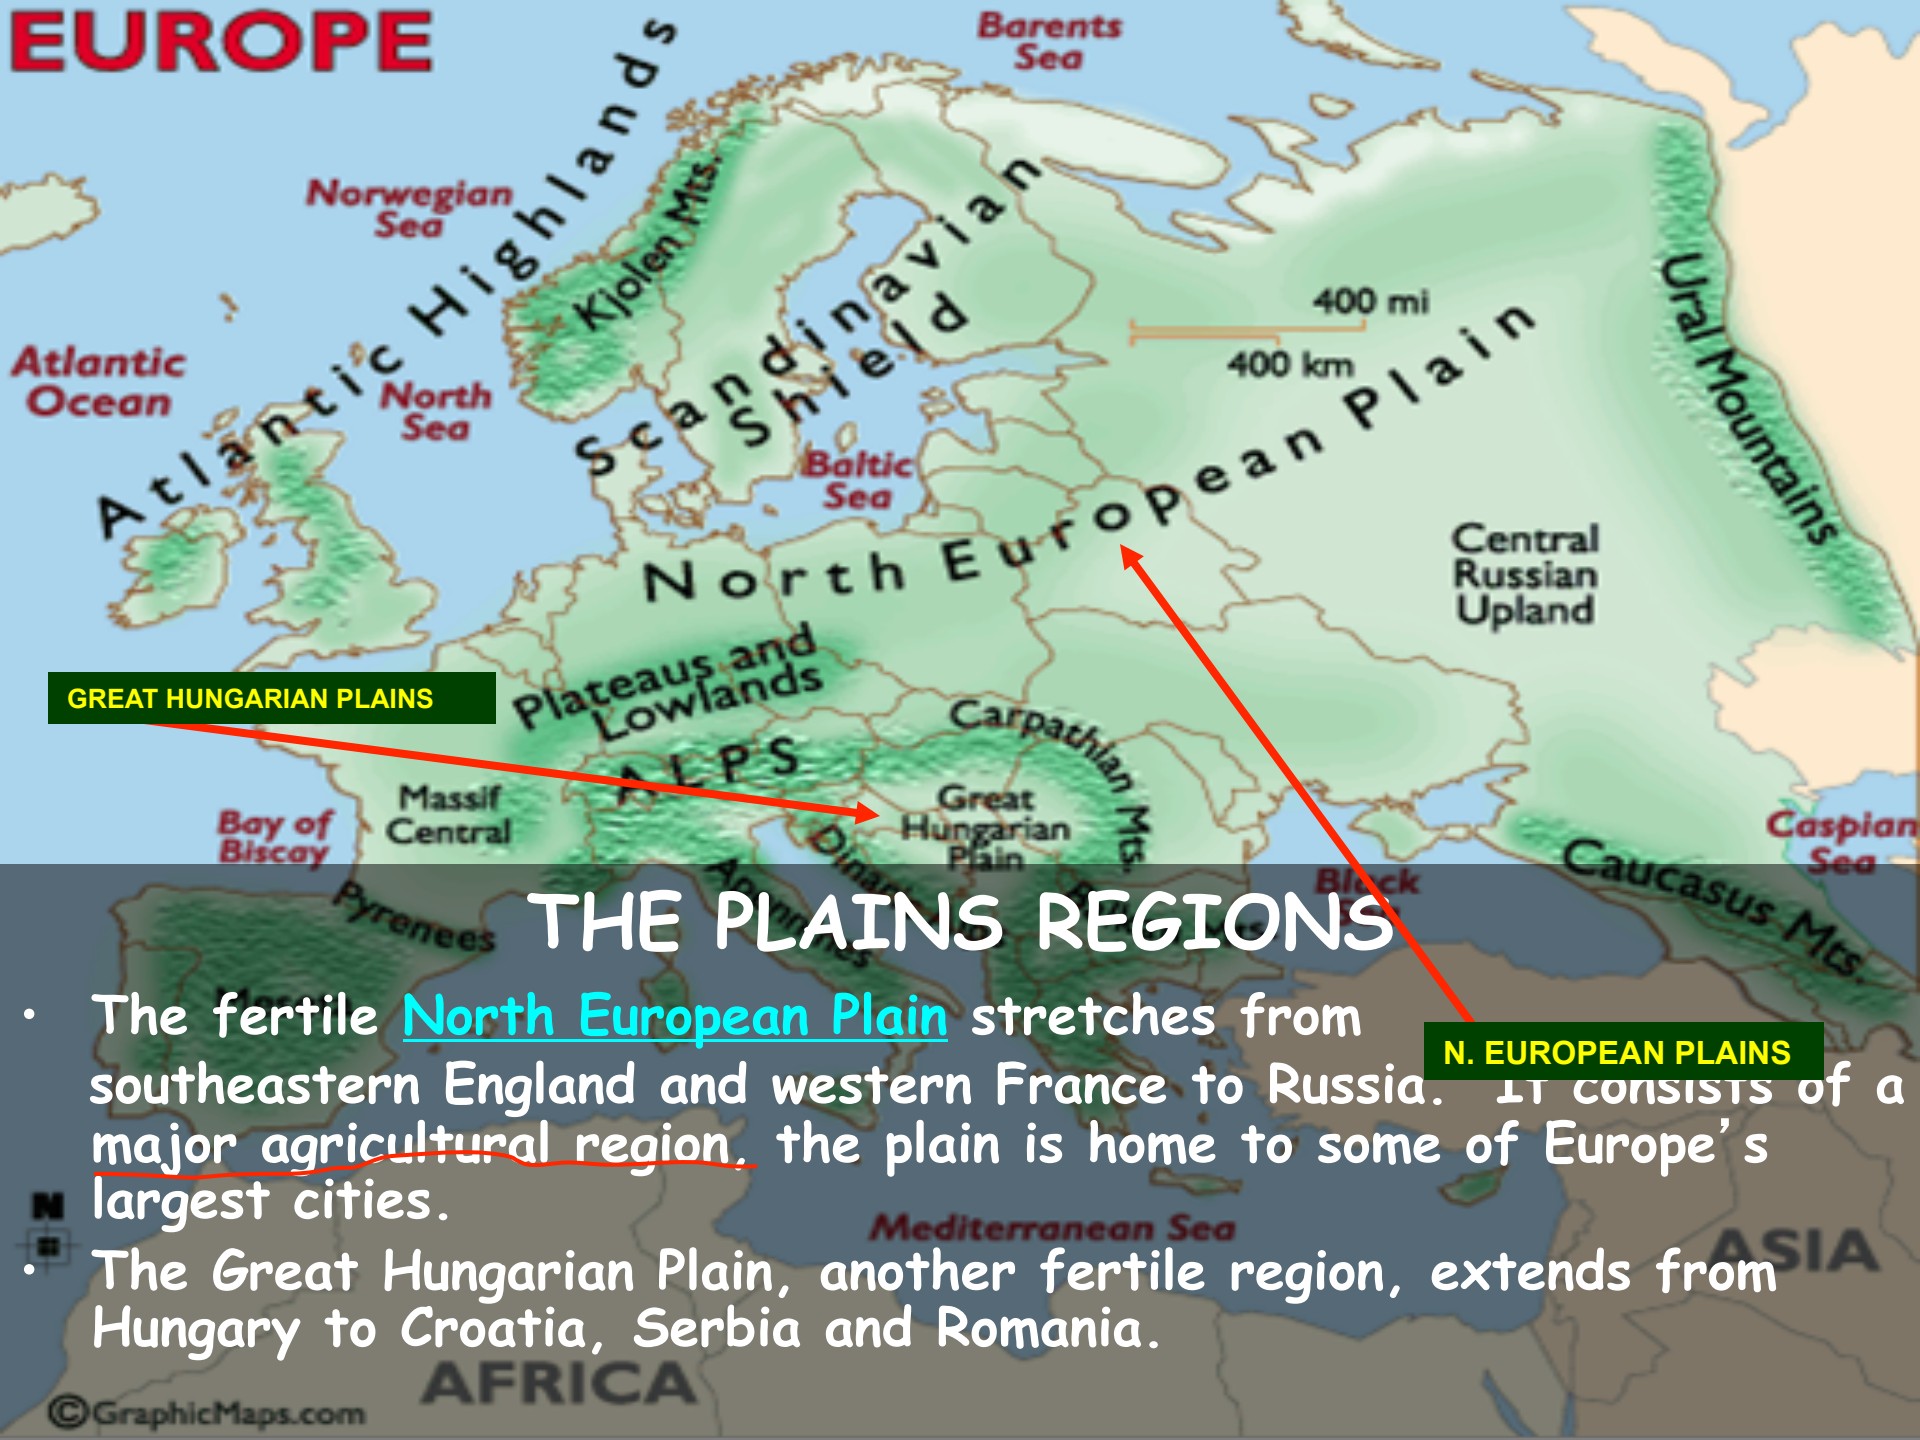 EUROPE
Barents
Sea
Norwegian
Sea
Atlantic Highlands
Kjolen Mts.
Scandinavian
Shield
Atlantic
Ocean
North
Sea
400 mi
400 km
Ural Mountains
Baltic
Sea
North European Plain
Central
Russian
Upland
Plateaus and
Lowlands
GREAT HUNGARIAN PLAINS
Carpathian Mts.
ALPS
Massif
Central
Great
Hungarian
Plain
Bay of
Biscay
Caspian
Sea
Caucasus Mts.
Black
Pyrenees
Apennines
THE PLAINS REGIONS
• The fertile North European Plain stretches from
N. EUROPEAN PLAINS
southeastern England and western France to Russia. It consists of a
major agricultural region, the plain is home to some of Europe’s
largest cities.
N
Mediterranean Sea
ASIA
• The Great Hungarian Plain, another fertile region, extends from
Hungary to Croatia, Serbia and Romania.
AFRICA
©GraphicMaps.com